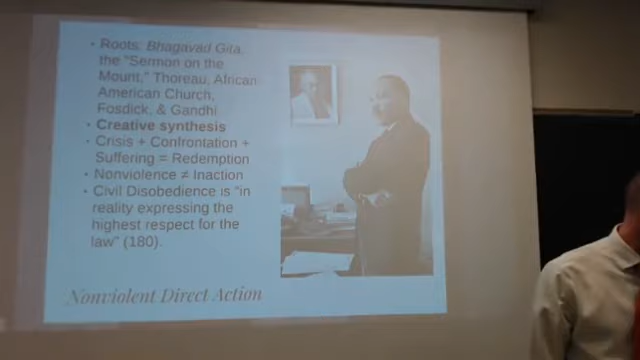 • Roots: Bhagavad Gita,
the "Sermon on the
Mount," Thoreau, African
American Church,
Fosdick, & Gandhi
• Creative synthesis
• Crisis + Confrontation +
Suffering = Redemption
• Nonviolence ≠ Inaction
• Civil Disobedience is "in
reality expressing the
highest respect for the
law" (180).
Nonviolent Direct Action